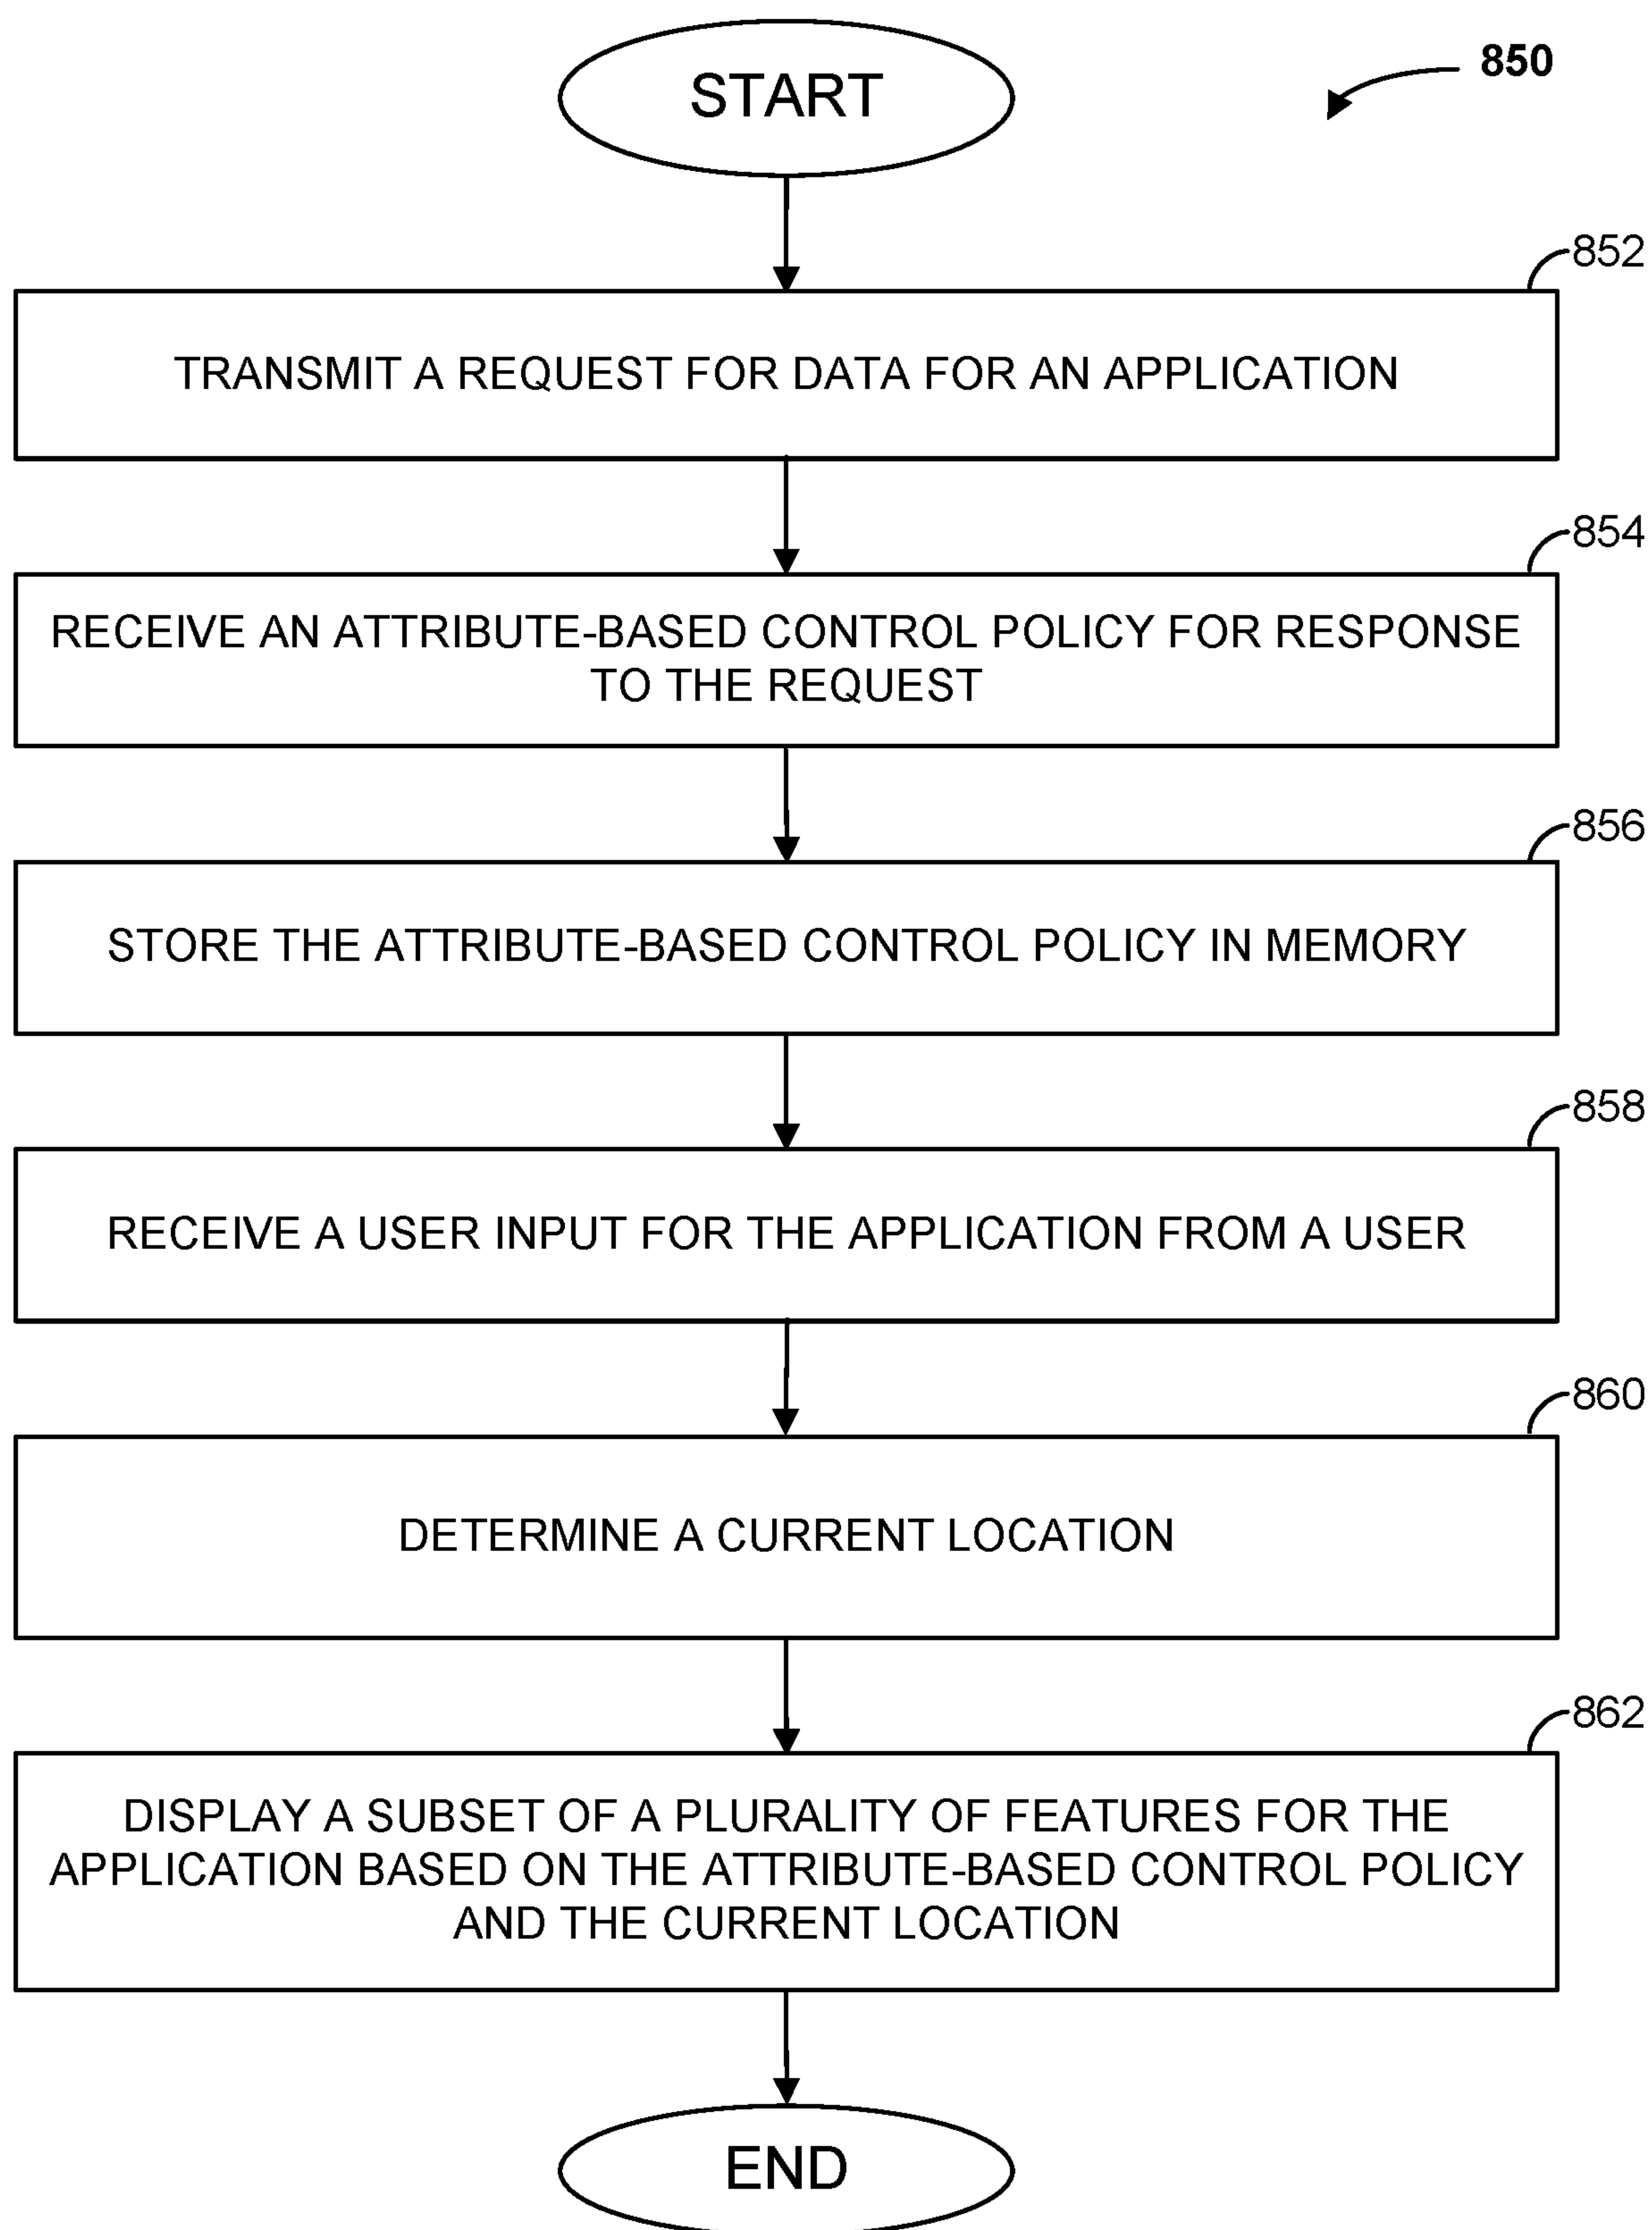 START
850
852
TRANSMIT A REQUEST FOR DATA FOR AN APPLICATION
854
RECEIVE AN ATTRIBUTE-BASED CONTROL POLICY FOR RESPONSE
TO THE REQUEST
856
STORE THE ATTRIBUTE-BASED CONTROL POLICY IN MEMORY
858
RECEIVE A USER INPUT FOR THE APPLICATION FROM A USER
860
DETERMINE A CURRENT LOCATION
862
DISPLAY A SUBSET OF A PLURALITY OF FEATURES FOR THE
APPLICATION BASED ON THE ATTRIBUTE-BASED CONTROL POLICY
AND THE CURRENT LOCATION
END